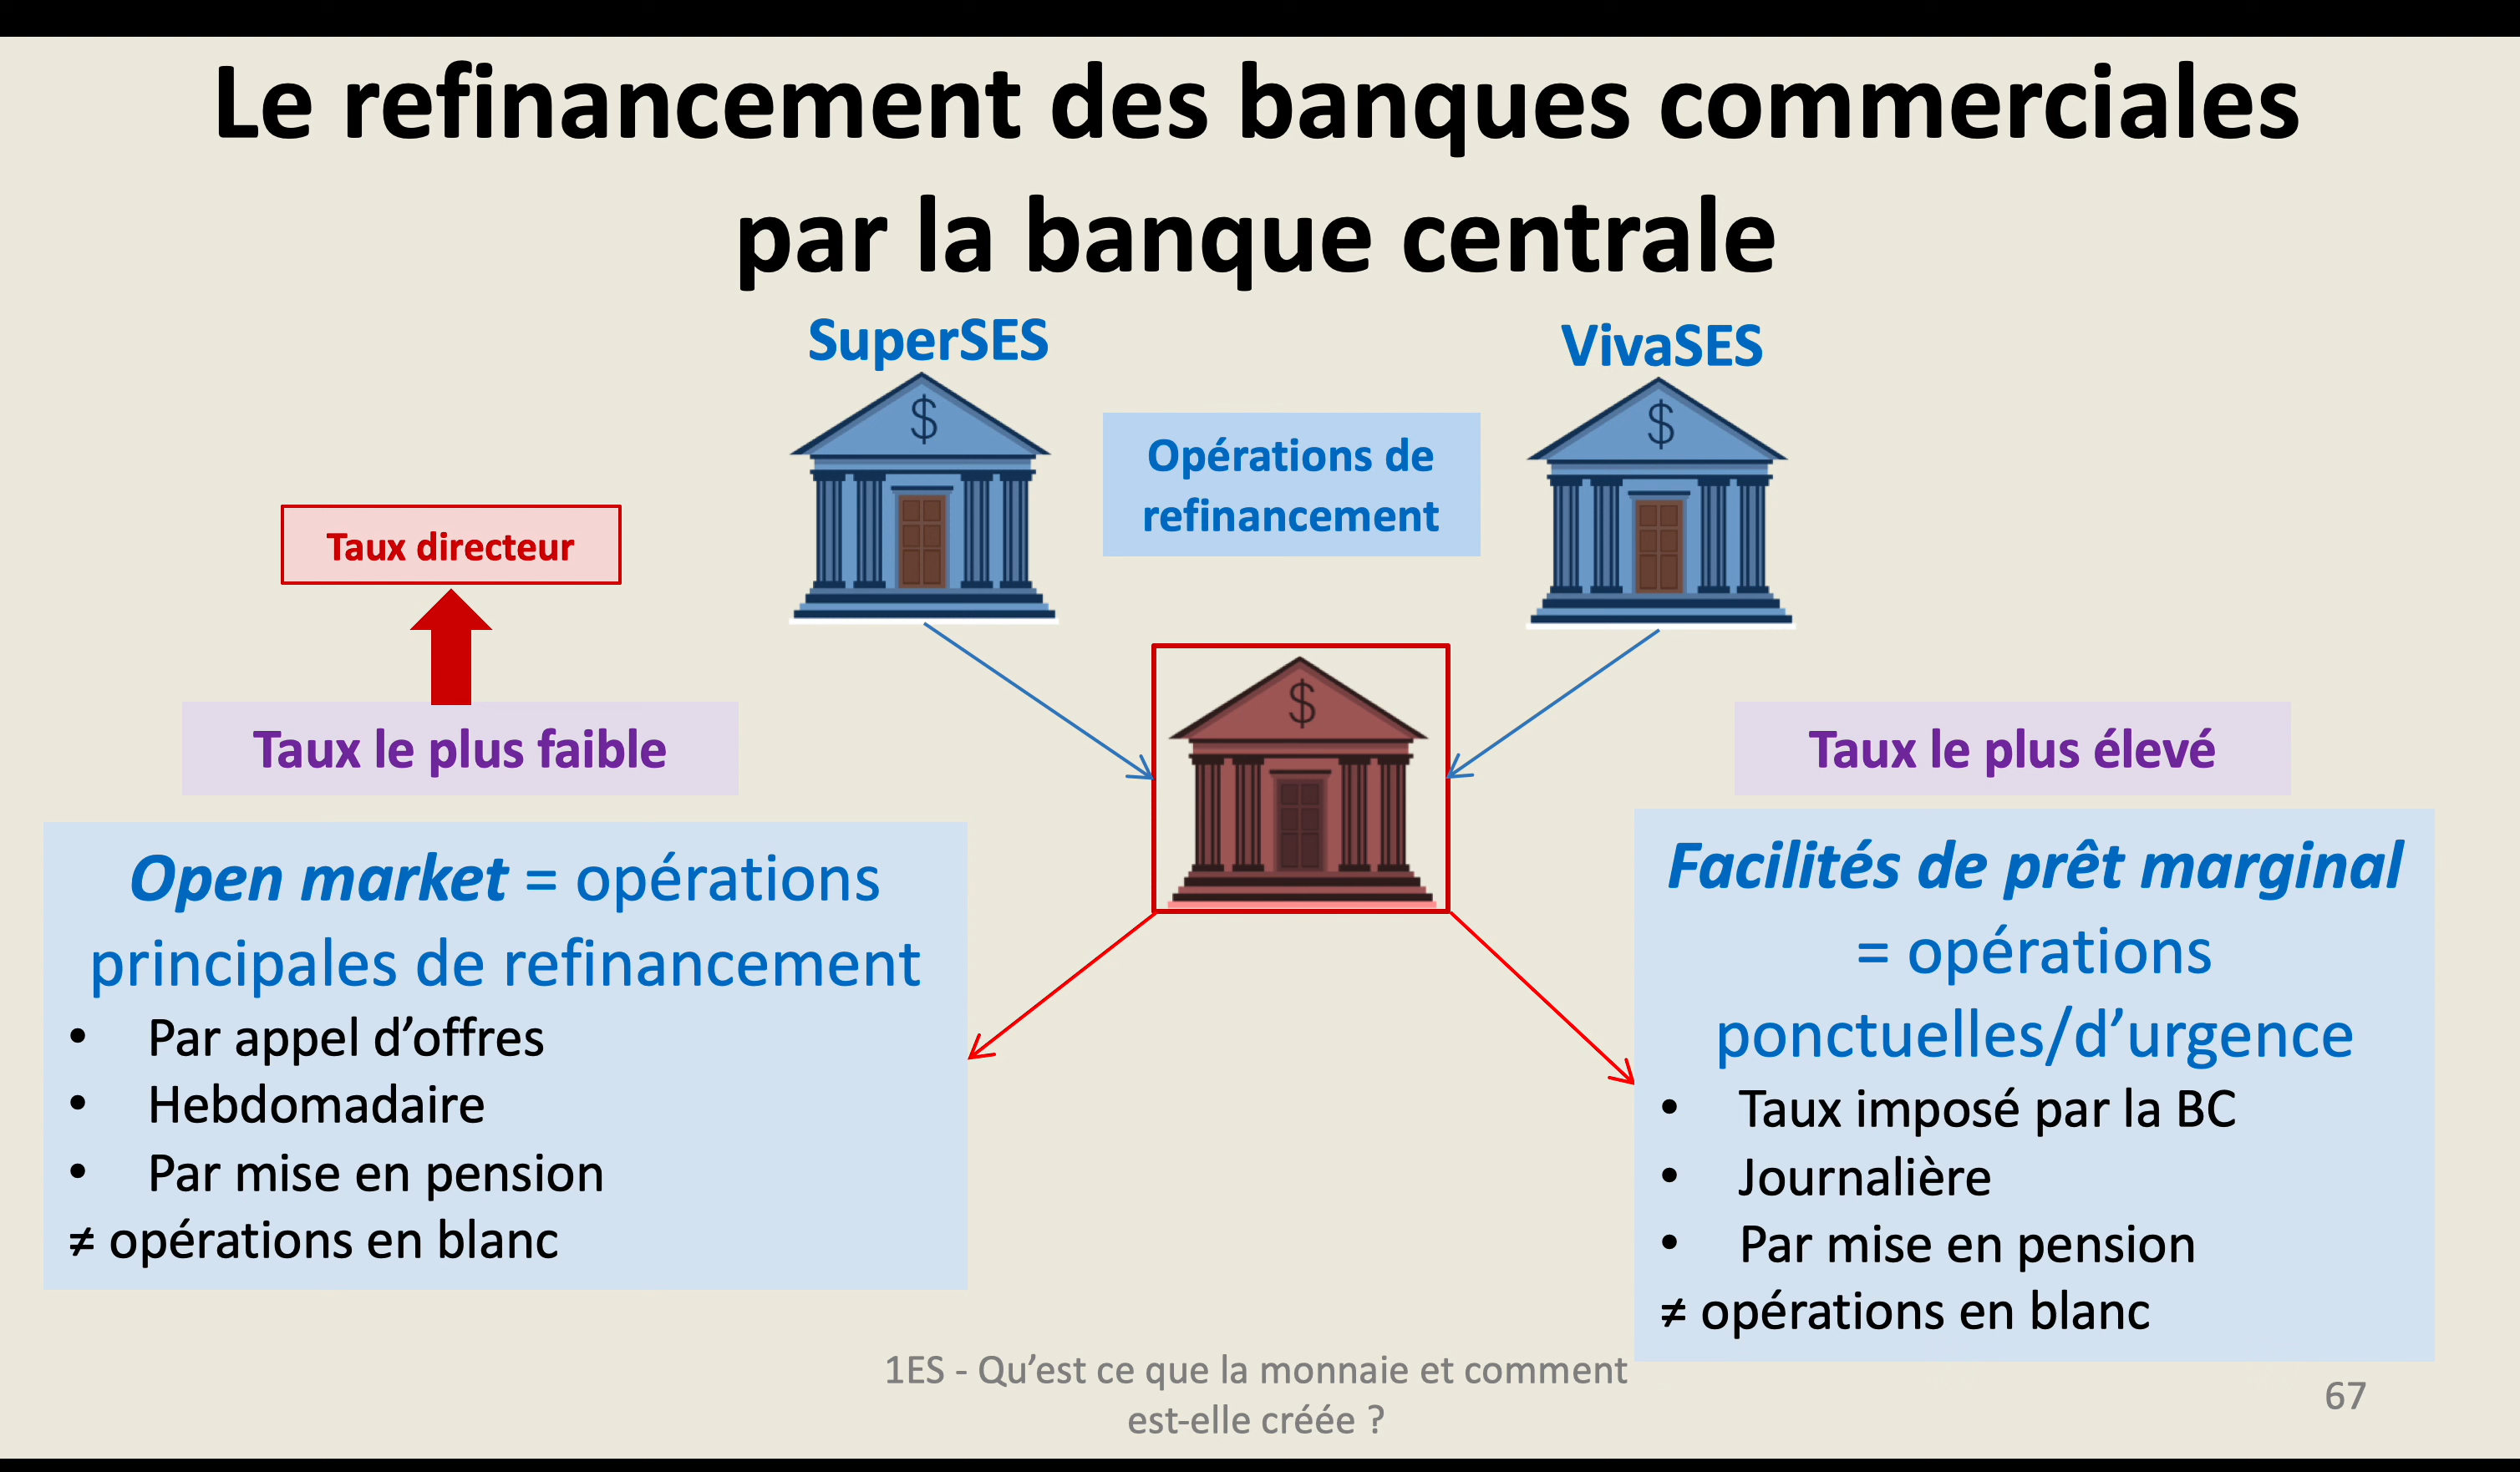 Le refinancement des banques commerciales
par la banque centrale
SuperSES
VivaSES
$
$
Opérations de
refinancement
Taux directeur
$
Taux le plus faible
Taux le plus élevé
Open market = opérations
principales de refinancement
• Par appel d’offres
• Hebdomadaire
• Par mise en pension
≠ opérations en blanc
Facilités de prêt marginal
= opérations
ponctuelles/d’urgence
• Taux imposé par la BC
• Journalière
• Par mise en pension
≠ opérations en blanc
1ES - Qu’est ce que la monnaie et comment
est-elle créée ?
67